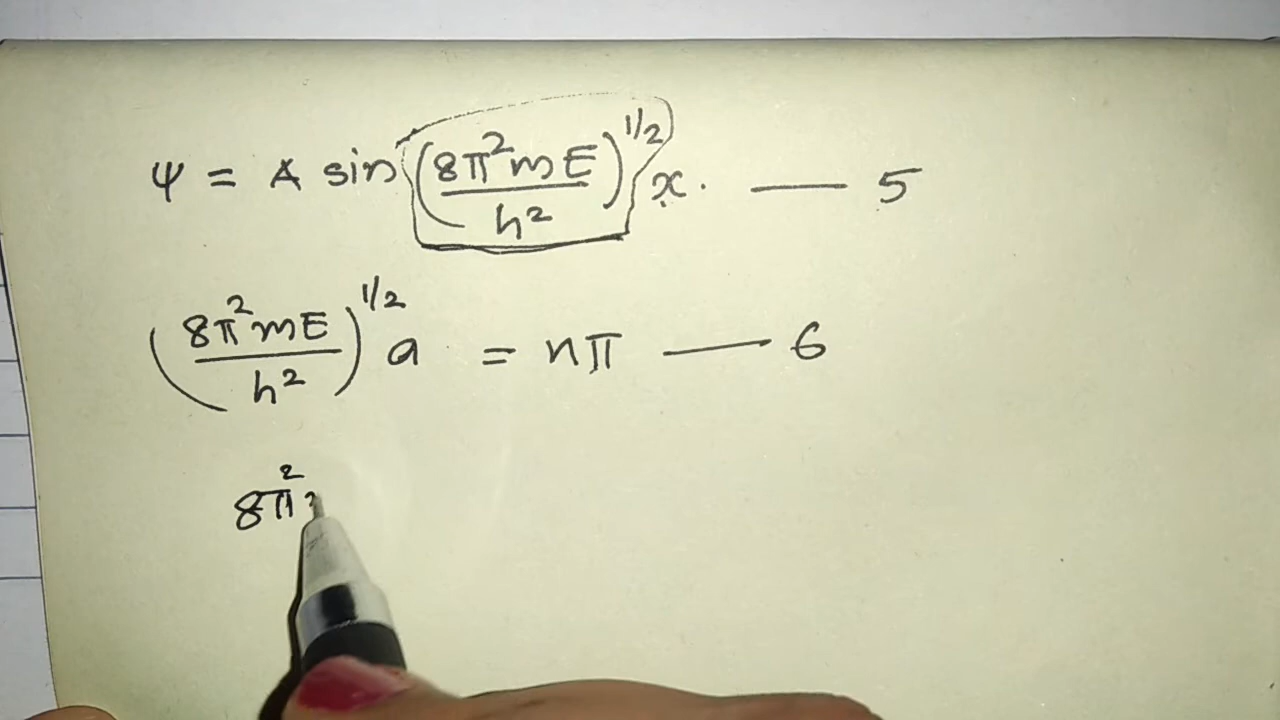 ψ = A sin (8π²mE / h²)^1/2 x. — 5
(8π²mE / h²)^1/2 a = nπ — 6
8π²